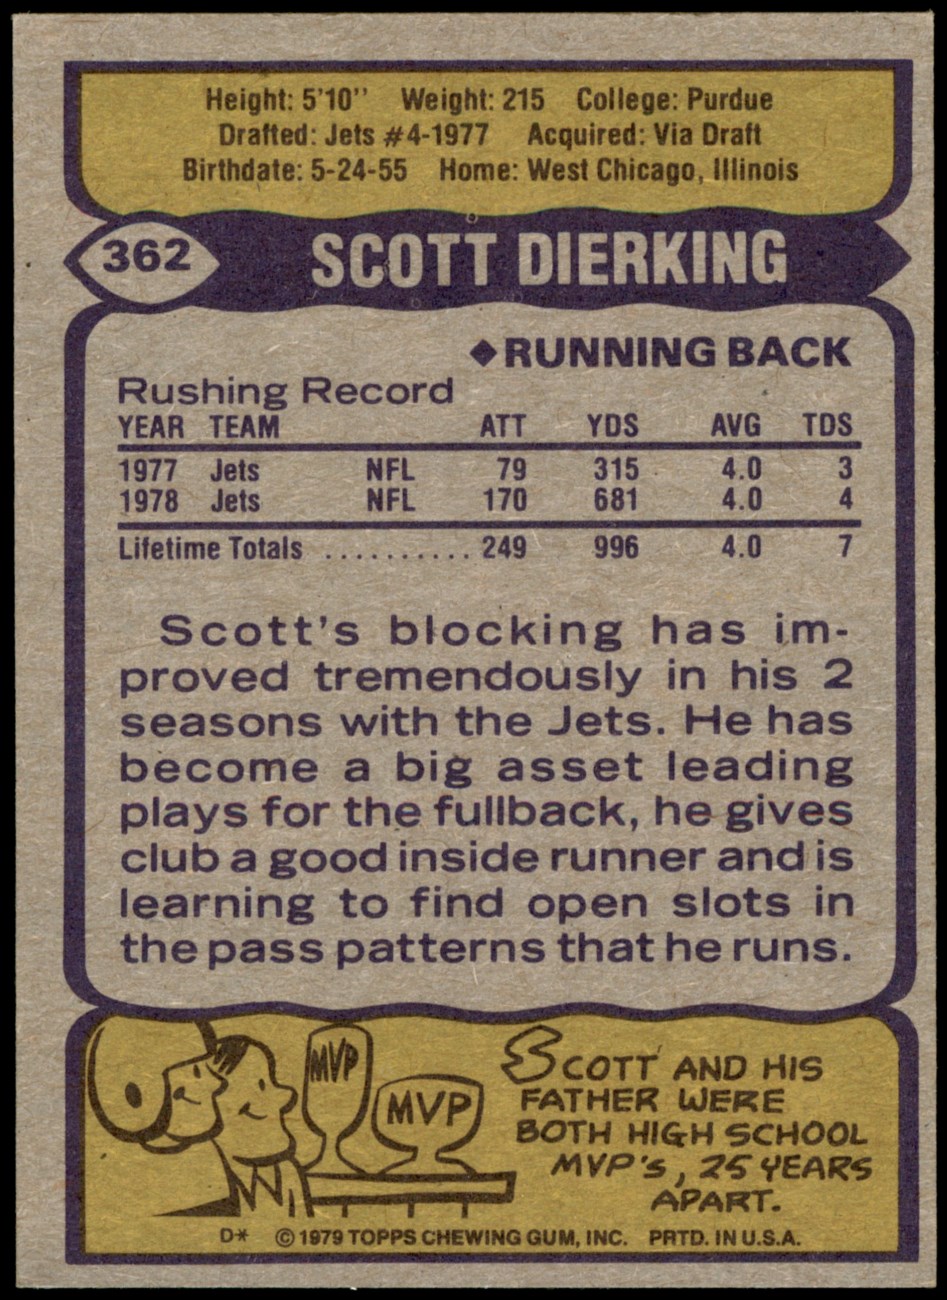 Height: 5'10" Weight: 215 College: Purdue
Drafted: Jets #4-1977 Acquired: Via Draft
Birthdate: 5-24-55 Home: West Chicago, Illinois
362 SCOTT DIERKING
◆RUNNING BACK
Rushing Record
YEAR TEAM ATT YDS AVG TDS
1977 Jets NFL 79 315 4.0 3
1978 Jets NFL 170 681 4.0 4
Lifetime Totals .......... 249 996 4.0 7
Scott's blocking has im-
proved tremendously in his 2
seasons with the Jets. He has
become a big asset leading
plays for the fullback, he gives
club a good inside runner and is
learning to find open slots in
the pass patterns that he runs.
MVP
MVP
SCOTT AND HIS
FATHER WERE
BOTH HIGH SCHOOL
MVP'S, 25 YEARS
APART.
D* ©1979 TOPPS CHEWING GUM, INC. PRTD. IN U.S.A.